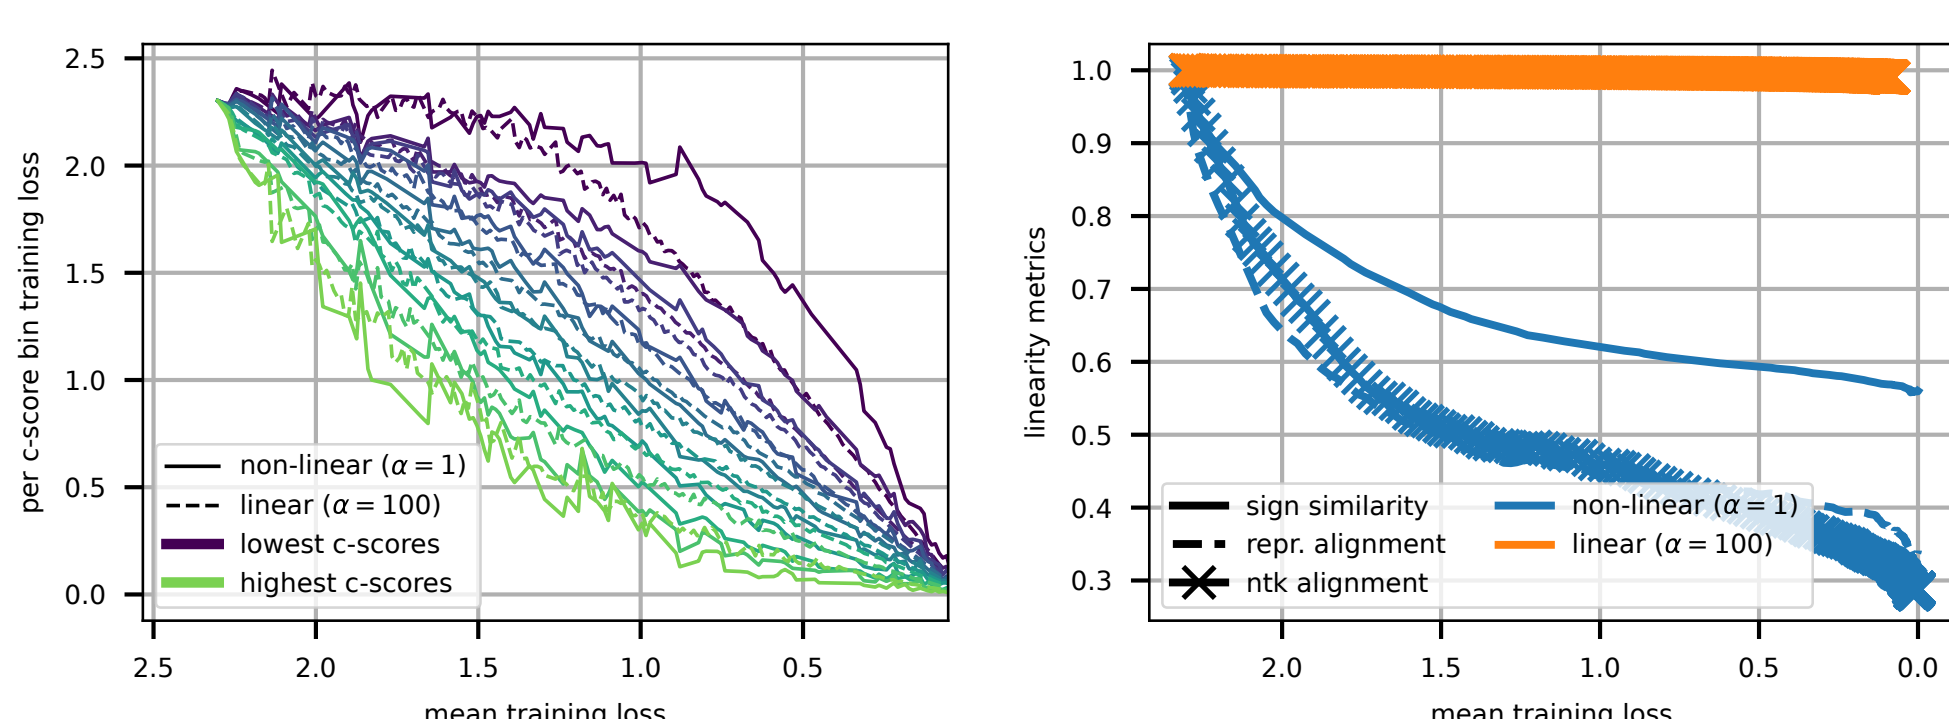 per c-score bin training loss
2.5
2.0
1.5
1.0
0.5
0.0
non-linear (α = 1)
linear (α = 100)
lowest c-scores
highest c-scores
2.5 2.0 1.5 1.0 0.5
mean training loss
linearity metrics
1.0
0.9
0.8
0.7
0.6
0.5
0.4
0.3
sign similarity
repr. alignment
ntk alignment
non-linear (α = 1)
linear (α = 100)
2.0 1.5 1.0 0.5 0.0
mean training loss